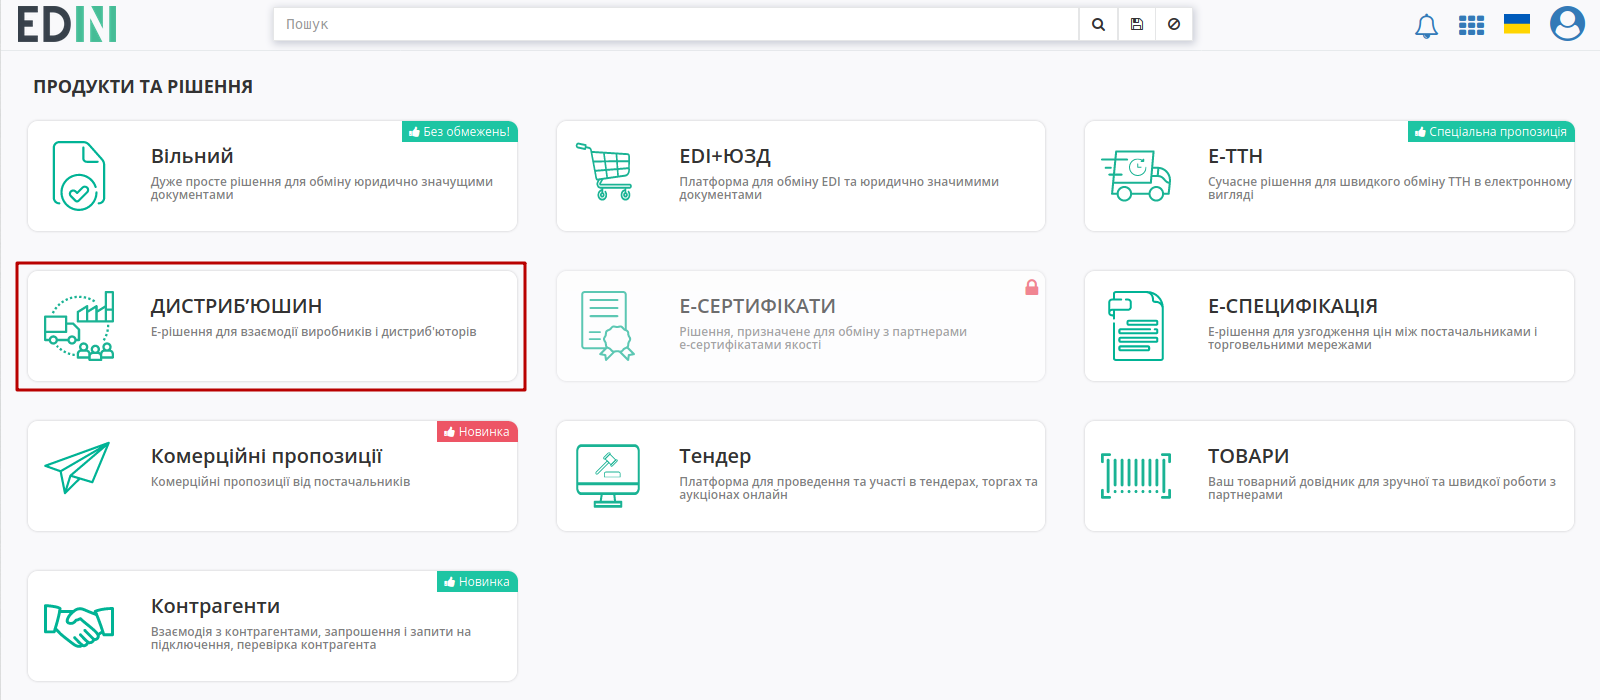 EDIN
Пошук
ПРОДУКТИ ТА РІШЕННЯ
Без обмежень!
Вільний
Дуже просте рішення для обміну юридично значущими
документами
EDI+ЮЗД
Платформа для обміну EDI та юридично значимими
документами
Спеціальна пропозиція
Е-ТТН
Сучасне рішення для швидкого обміну ТТН в електронному
вигляді
ДИСТРИБ’ЮШИН
Е-рішення для взаємодії виробників і дистриб'юторів
Е-СЕРТИФІКАТИ
Рішення, призначене для обміну з партнерами
е-сертифікатами якості
Е-СПЕЦИФІКАЦІЯ
Е-рішення для узгодження цін між постачальниками і
торговельними мережами
Новинка
Комерційні пропозиції
Комерційні пропозиції від постачальників
Тендер
Платформа для проведення та участі в тендерах, торгах та
аукціонах онлайн
ТОВАРИ
Ваш товарний довідник для зручної та швидкої роботи з
партнерами
Новинка
Контрагенти
Взаємодія з контрагентами, запрошення і запити на
підключення, перевірка контрагента